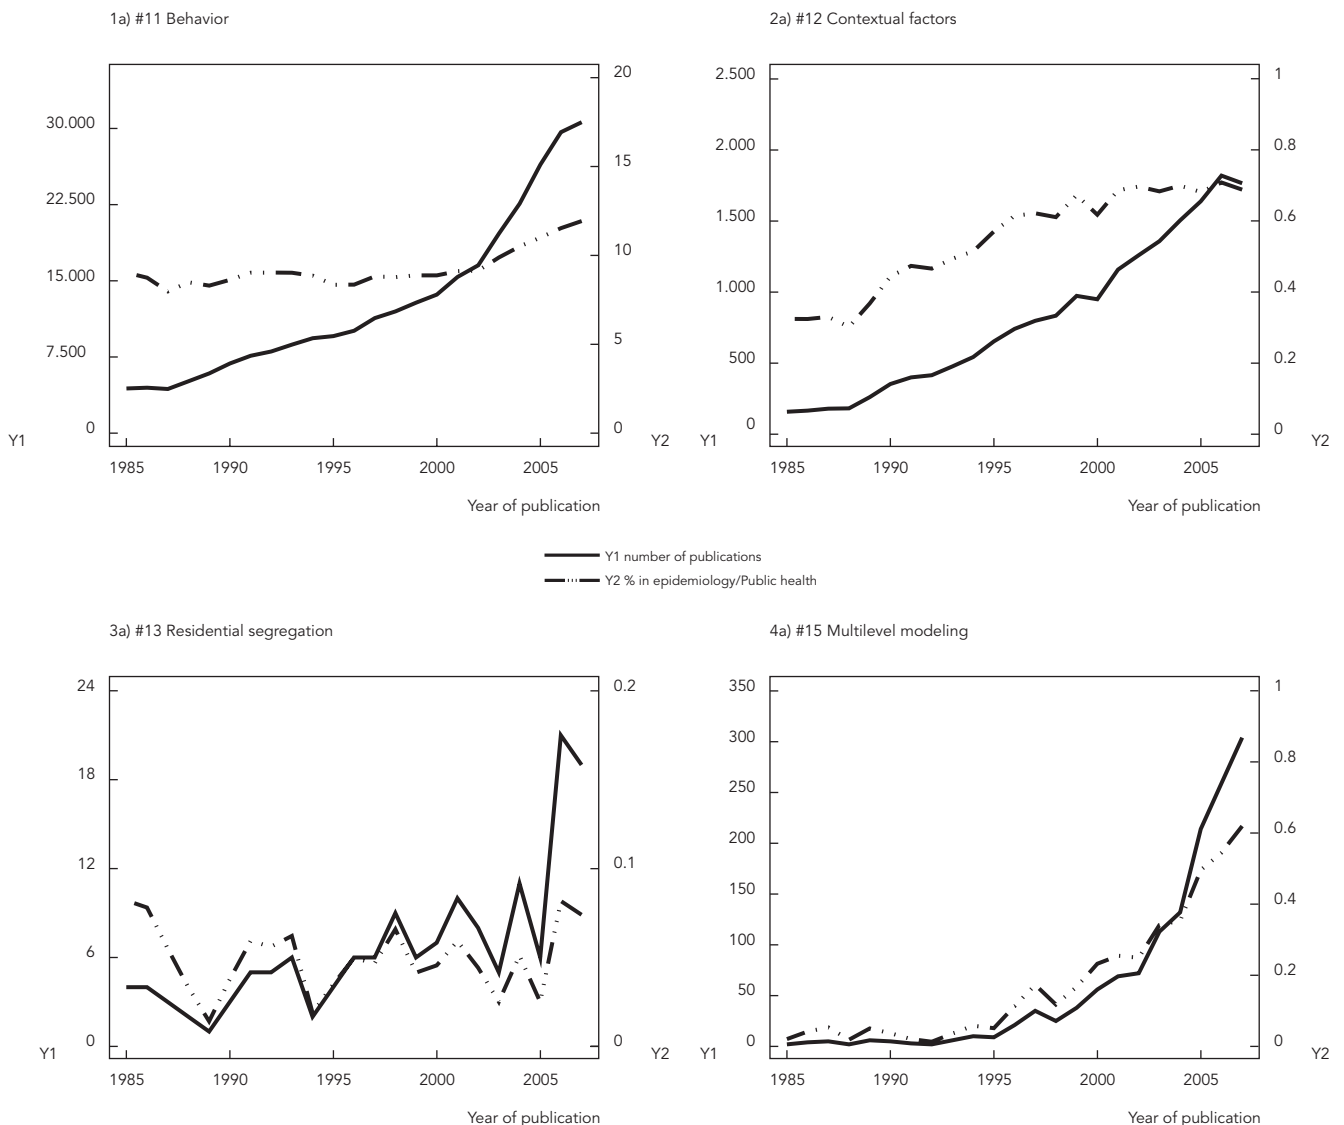 1a) #11 Behavior
30.000
22.500
15.000
7.500
0
Y1
20
15
10
5
0
Y2
1985 1990 1995 2000 2005
Year of publication
2a) #12 Contextual factors
2.500
2.000
1.500
1.000
500
0
Y1
1
0.8
0.6
0.4
0.2
0
Y2
1985 1990 1995 2000 2005
Year of publication
Y1 number of publications
Y2 % in epidemiology/Public health
3a) #13 Residential segregation
24
18
12
6
0
Y1
0.2
0.1
0
Y2
1985 1990 1995 2000 2005
Year of publication
4a) #15 Multilevel modeling
350
300
250
200
150
100
50
0
Y1
1
0.8
0.6
0.4
0.2
0
Y2
1985 1990 1995 2000 2005
Year of publication